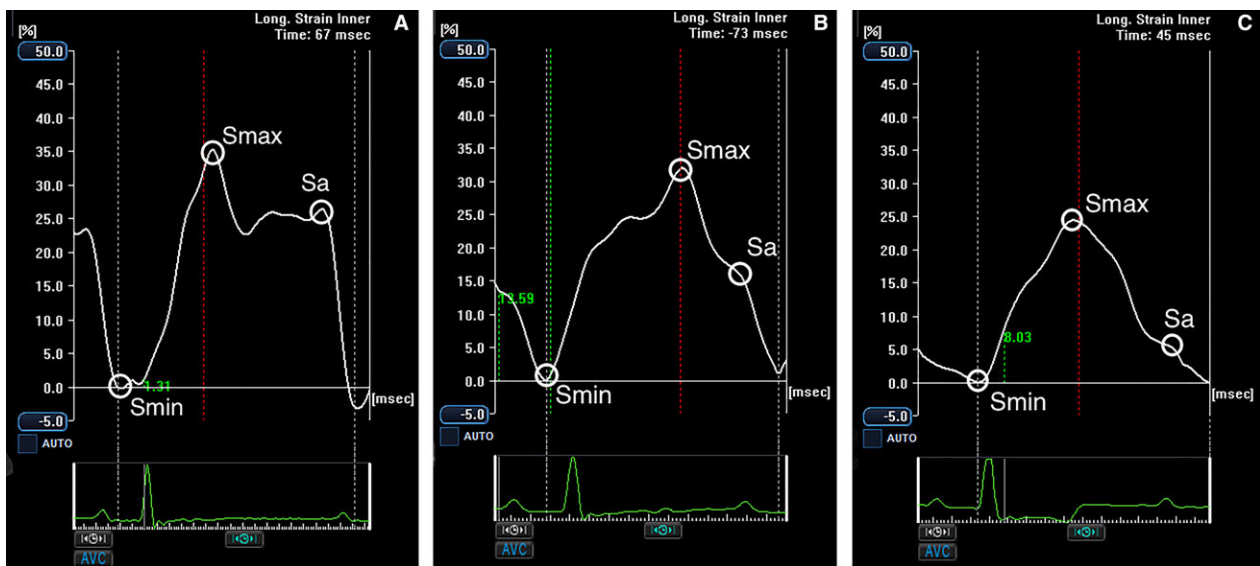 Long. Strain Inner
Time: 67 msec
A
[%]
50.0
45.0
40.0
35.0
30.0
25.0
20.0
15.0
10.0
5.0
0.0
-5.0
Smax
Sa
1.31
Smin
[msec]
AUTO
AVC
Long. Strain Inner
Time: -73 msec
B
[%]
50.0
45.0
40.0
35.0
30.0
25.0
20.0
15.0
10.0
5.0
0.0
-5.0
Smax
Sa
13.59
Smin
[msec]
AUTO
AVC
Long. Strain Inner
Time: 45 msec
C
[%]
50.0
45.0
40.0
35.0
30.0
25.0
20.0
15.0
10.0
5.0
0.0
-5.0
Smax
Sa
8.03
Smin
[msec]
AUTO
AVC